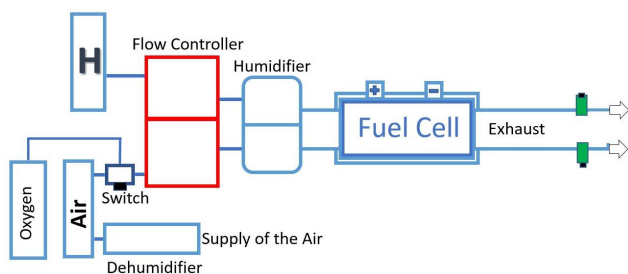 H
Flow Controller
Humidifier
+ -
Fuel Cell
Exhaust
Oxygen
Air
Switch
Supply of the Air
Dehumidifier